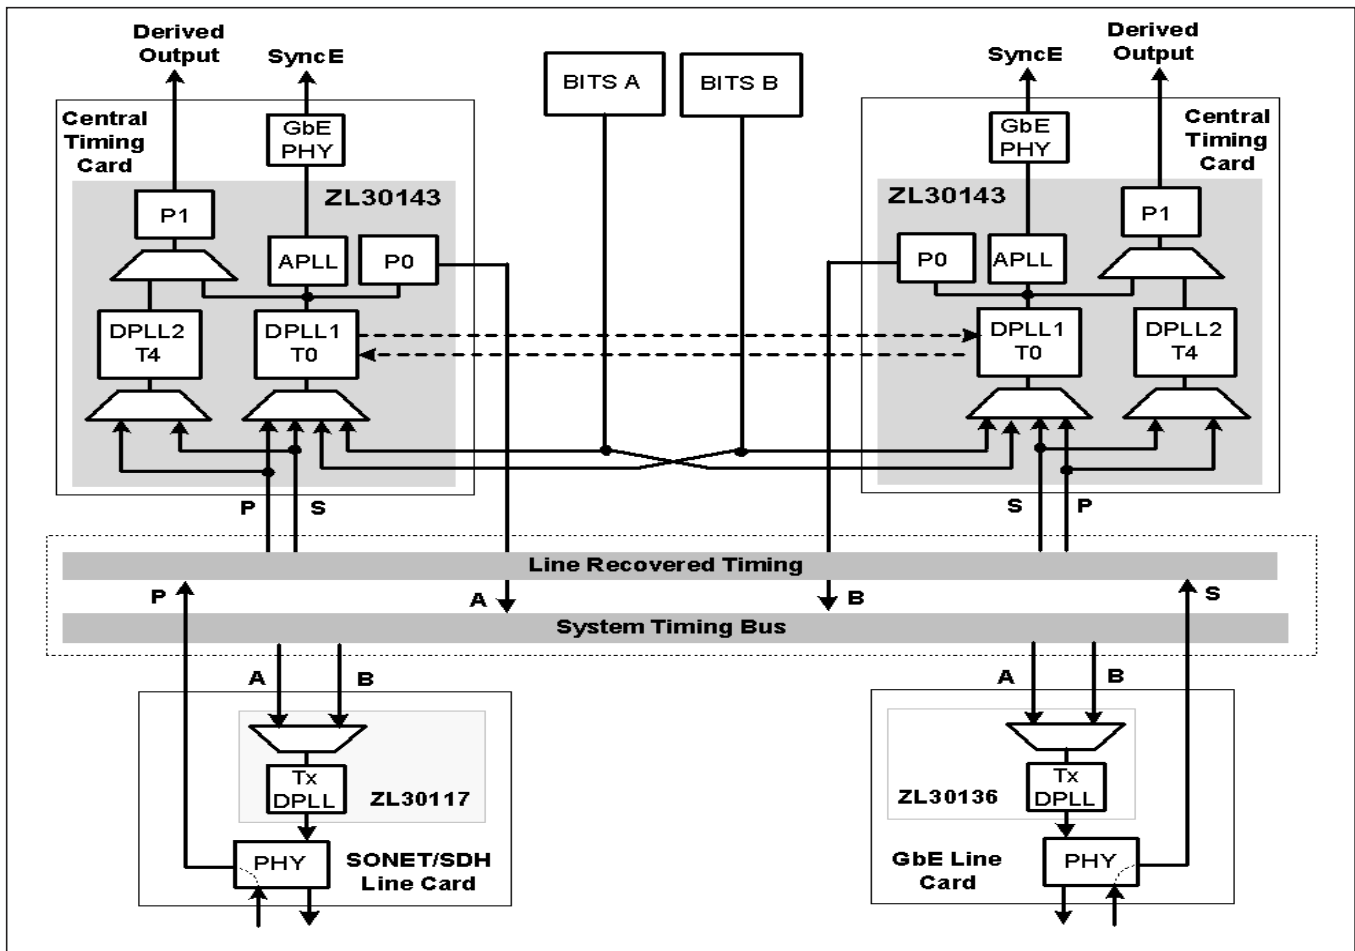 Derived
Output
SyncE
BITS A
BITS B
SyncE
Derived
Output
Central
Timing
Card
GbE
PHY
GbE
PHY
Central
Timing
Card
ZL30143
ZL30143
P1
APLL
P0
P0
APLL
P1
DPLL2
T4
DPLL1
T0
DPLL1
T0
DPLL2
T4
P
S
S
P
Line Recovered Timing
P
A
B
S
System Timing Bus
A
B
A
B
Tx
DPLL
ZL30117
ZL30136
Tx
DPLL
PHY
SONET/SDH
Line Card
GbE Line
Card
PHY